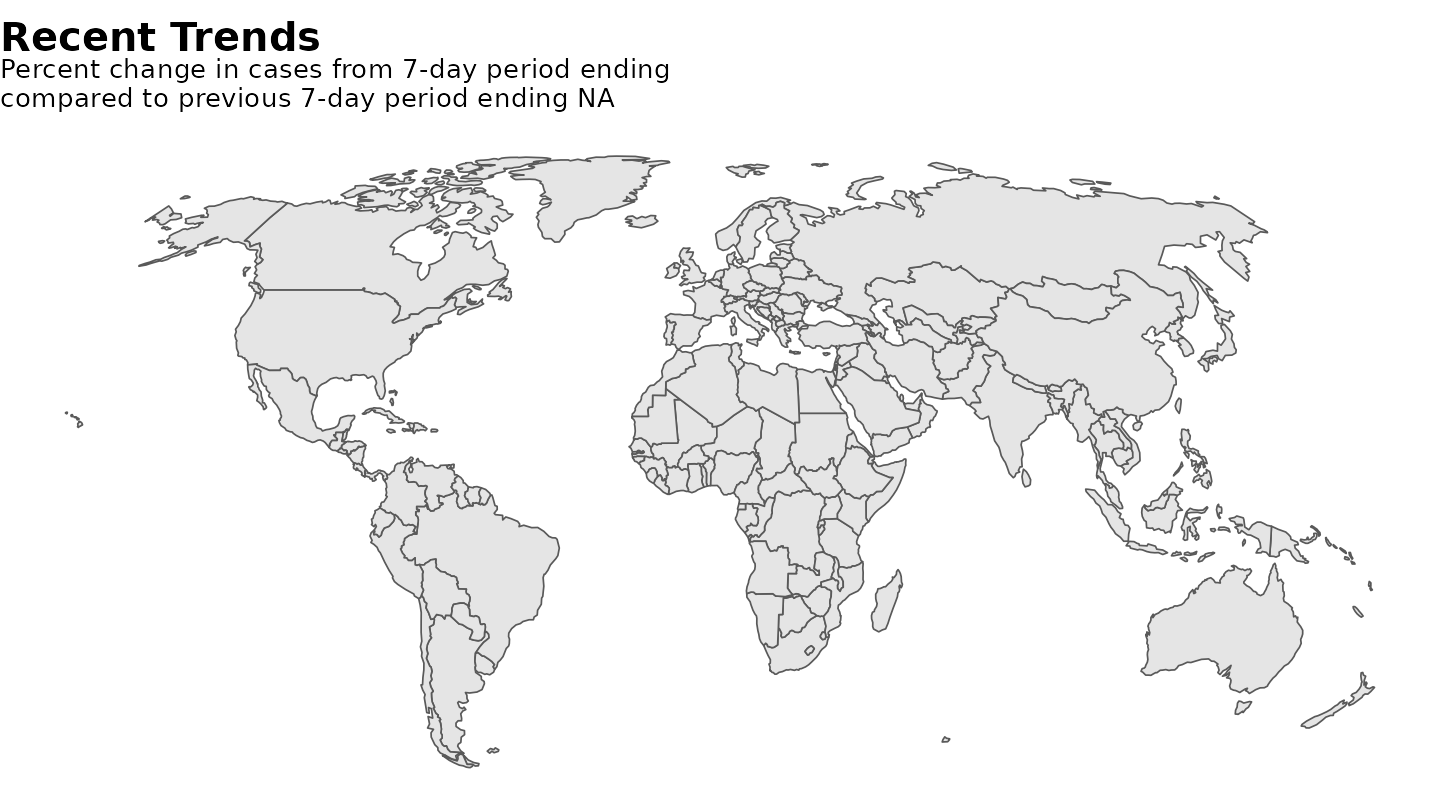 Recent Trends
Percent change in cases from 7-day period ending
compared to previous 7-day period ending NA